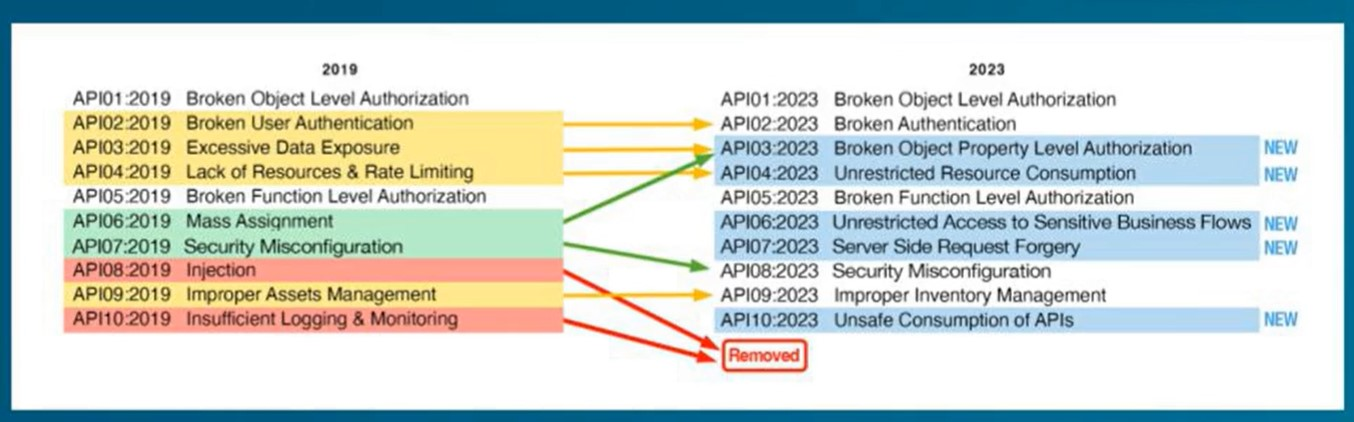 2019
API01:2019 Broken Object Level Authorization
API02:2019 Broken User Authentication
API03:2019 Excessive Data Exposure
API04:2019 Lack of Resources & Rate Limiting
API05:2019 Broken Function Level Authorization
API06:2019 Mass Assignment
API07:2019 Security Misconfiguration
API08:2019 Injection
API09:2019 Improper Assets Management
API10:2019 Insufficient Logging & Monitoring
2023
API01:2023 Broken Object Level Authorization
API02:2023 Broken Authentication
API03:2023 Broken Object Property Level Authorization NEW
API04:2023 Unrestricted Resource Consumption NEW
API05:2023 Broken Function Level Authorization
API06:2023 Unrestricted Access to Sensitive Business Flows NEW
API07:2023 Server Side Request Forgery NEW
API08:2023 Security Misconfiguration
API09:2023 Improper Inventory Management
API10:2023 Unsafe Consumption of APIs NEW
Removed